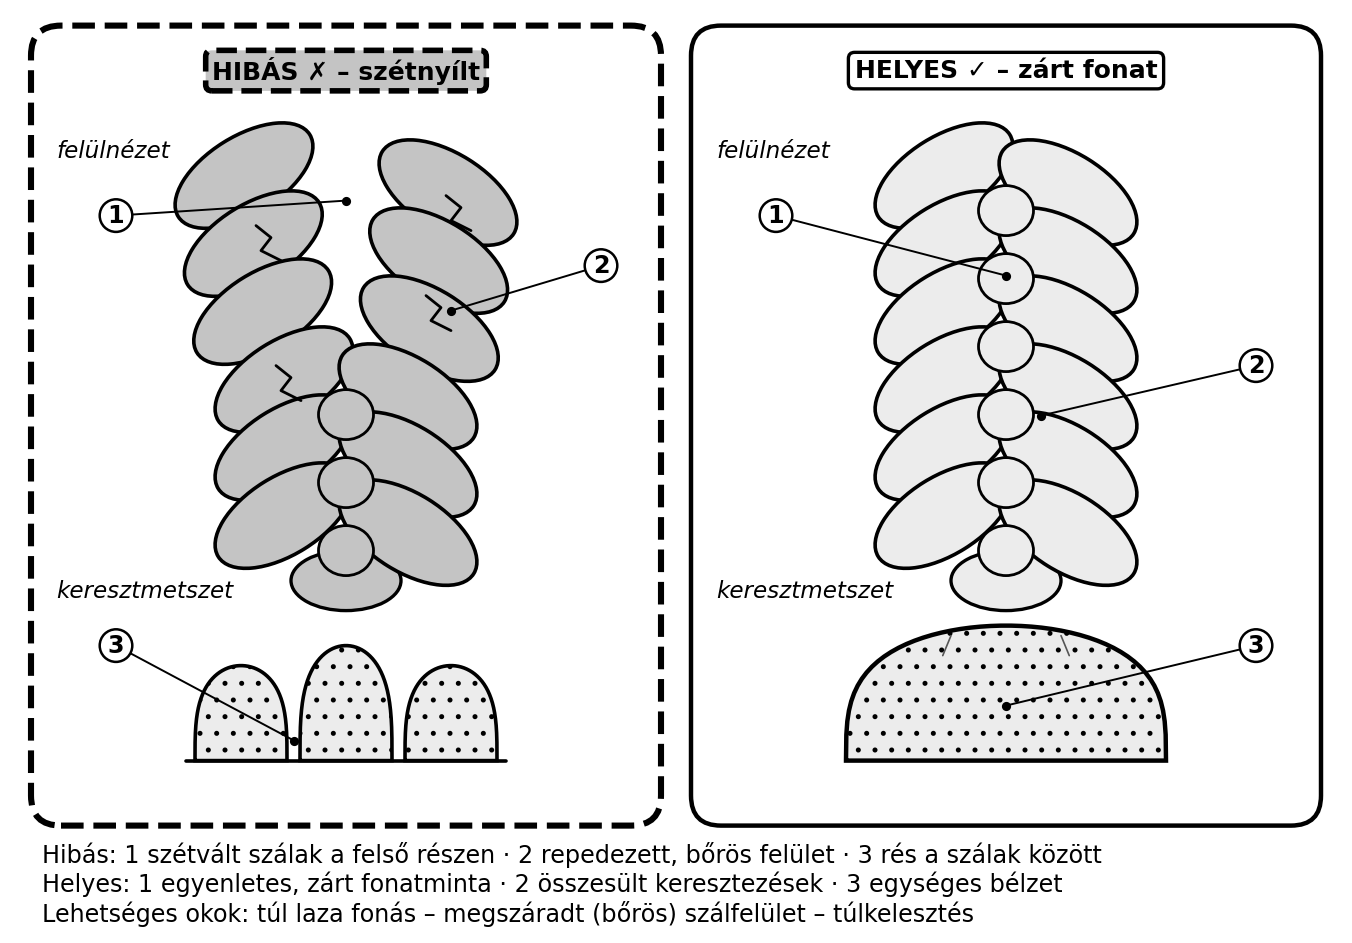 HIBÁS ✗ – szétnyílt
felülnézet
1
2
keresztmetszet
3
HELYES ✓ – zárt fonat
felülnézet
1
2
keresztmetszet
3
Hibás: 1 szétvált szálak a felső részen · 2 repedezett, bőrös felület · 3 rés a szálak között
Helyes: 1 egyenletes, zárt fonatminta · 2 összesült keresztezések · 3 egységes bélzet
Lehetséges okok: túl laza fonás – megszáradt (bőrös) szálfelület – túlkelesztés